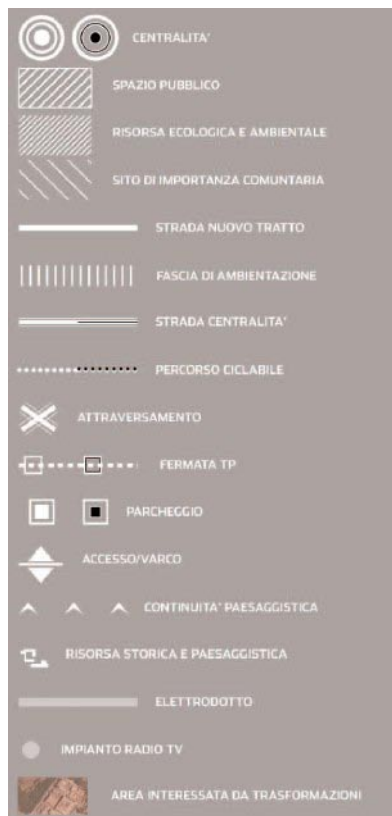 CENTRALITA'
SPAZIO PUBBLICO
RISORSA ECOLOGICA E AMBIENTALE
SITO DI IMPORTANZA COMUNTARIA
STRADA NUOVO TRATTO
FASCIA DI AMBIENTAZIONE
STRADA CENTRALITA'
PERCORSO CICLABILE
ATTRAVERSAMENTO
FERMATA TP
PARCHEGGIO
ACCESSO/VARCO
CONTINUITA' PAESAGGISTICA
RISORSA STORICA E PAESAGGISTICA
ELETTRODOTTO
IMPIANTO RADIO TV
AREA INTERESSATA DA TRASFORMAZIONI